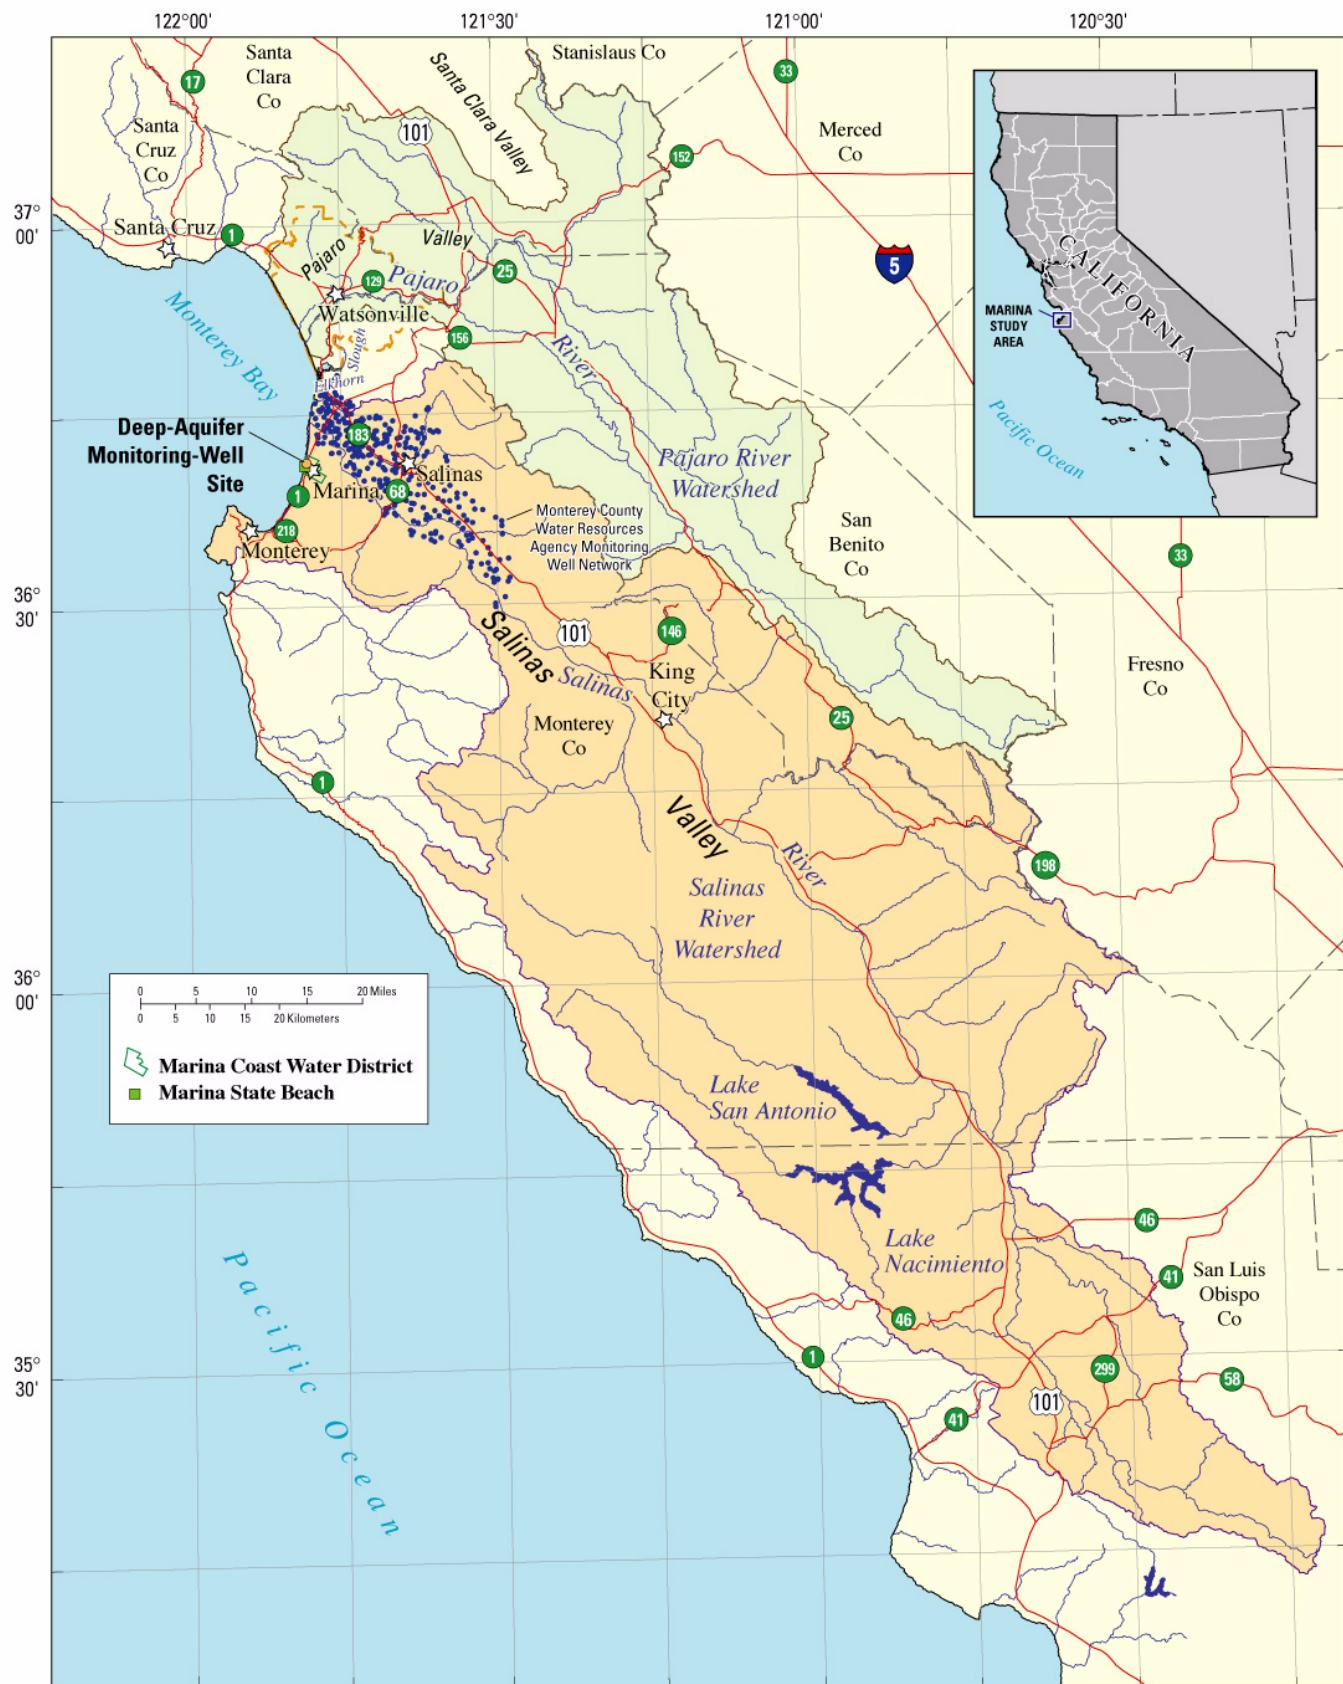 122°00'
121°30'
121°00'
120°30'
Santa
Clara
Co
Stanislaus Co
17
33
Santa Clara Valley
101
Merced
Co
Santa
Cruz
Co
152
37°
00'
Santa Cruz
1
Pajaro
Valley
5
129
Pajaro
25
Watsonville
156
River
Slough
Elkhorn
Monterey Bay
CALIFORNIA
MARINA
STUDY
AREA
Pacific Ocean
Deep-Aquifer
Monitoring-Well
Site
183
Salinas
Marina
68
1
218
Monterey
Pajaro River
Watershed
Monterey County
Water Resources
Agency Monitoring
Well Network
San
Benito
Co
33
36°
30'
Salinas
101
146
King
City
Salinas
Fresno
Co
Monterey
Co
25
1
Valley
River
198
Salinas
River
Watershed
36°
00'
0 5 10 15 20 Miles
0 5 10 15 20 Kilometers
Marina Coast Water District
Marina State Beach
Lake
San Antonio
Lake
Nacimiento
46
41
San Luis
Obispo
Co
Pacific Ocean
46
1
299
58
35°
30'
101
41